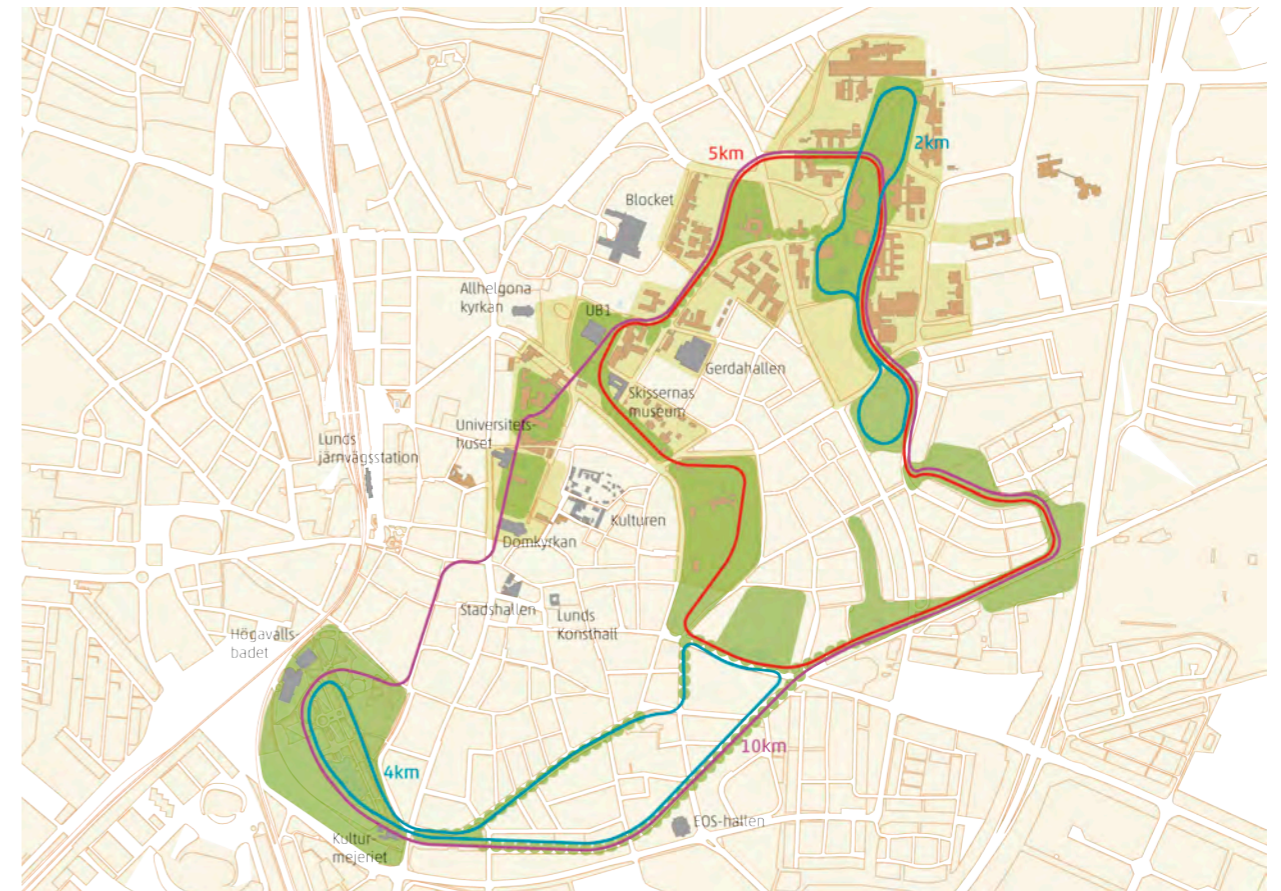 5km
2km
Blocket
Allhelgona
kyrkan
UB1
Gerdahallen
Skissernas
museum
Universitets-
huset
Lunds
järnvägsstation
Kulturen
Domkyrkan
Stadshallen
Lunds
Konsthall
Högavalls-
badet
10km
4km
EOS-hallen
Kultur-
mejeriet